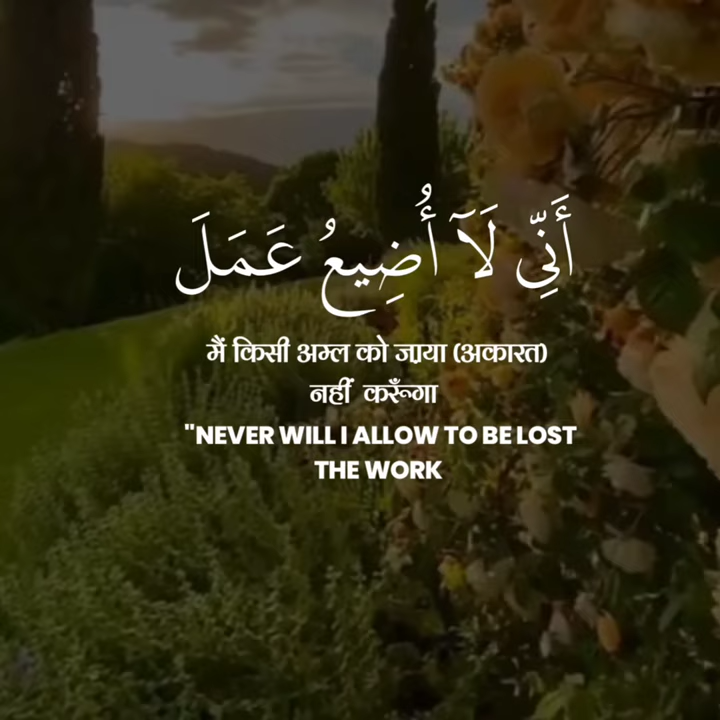 أَنِّي لَآ أُضِيعُ عَمَلَ
मैं किसी अम्ल को जा़या (अकारत)
नहीं करूँगा
"NEVER WILL I ALLOW TO BE LOST
THE WORK